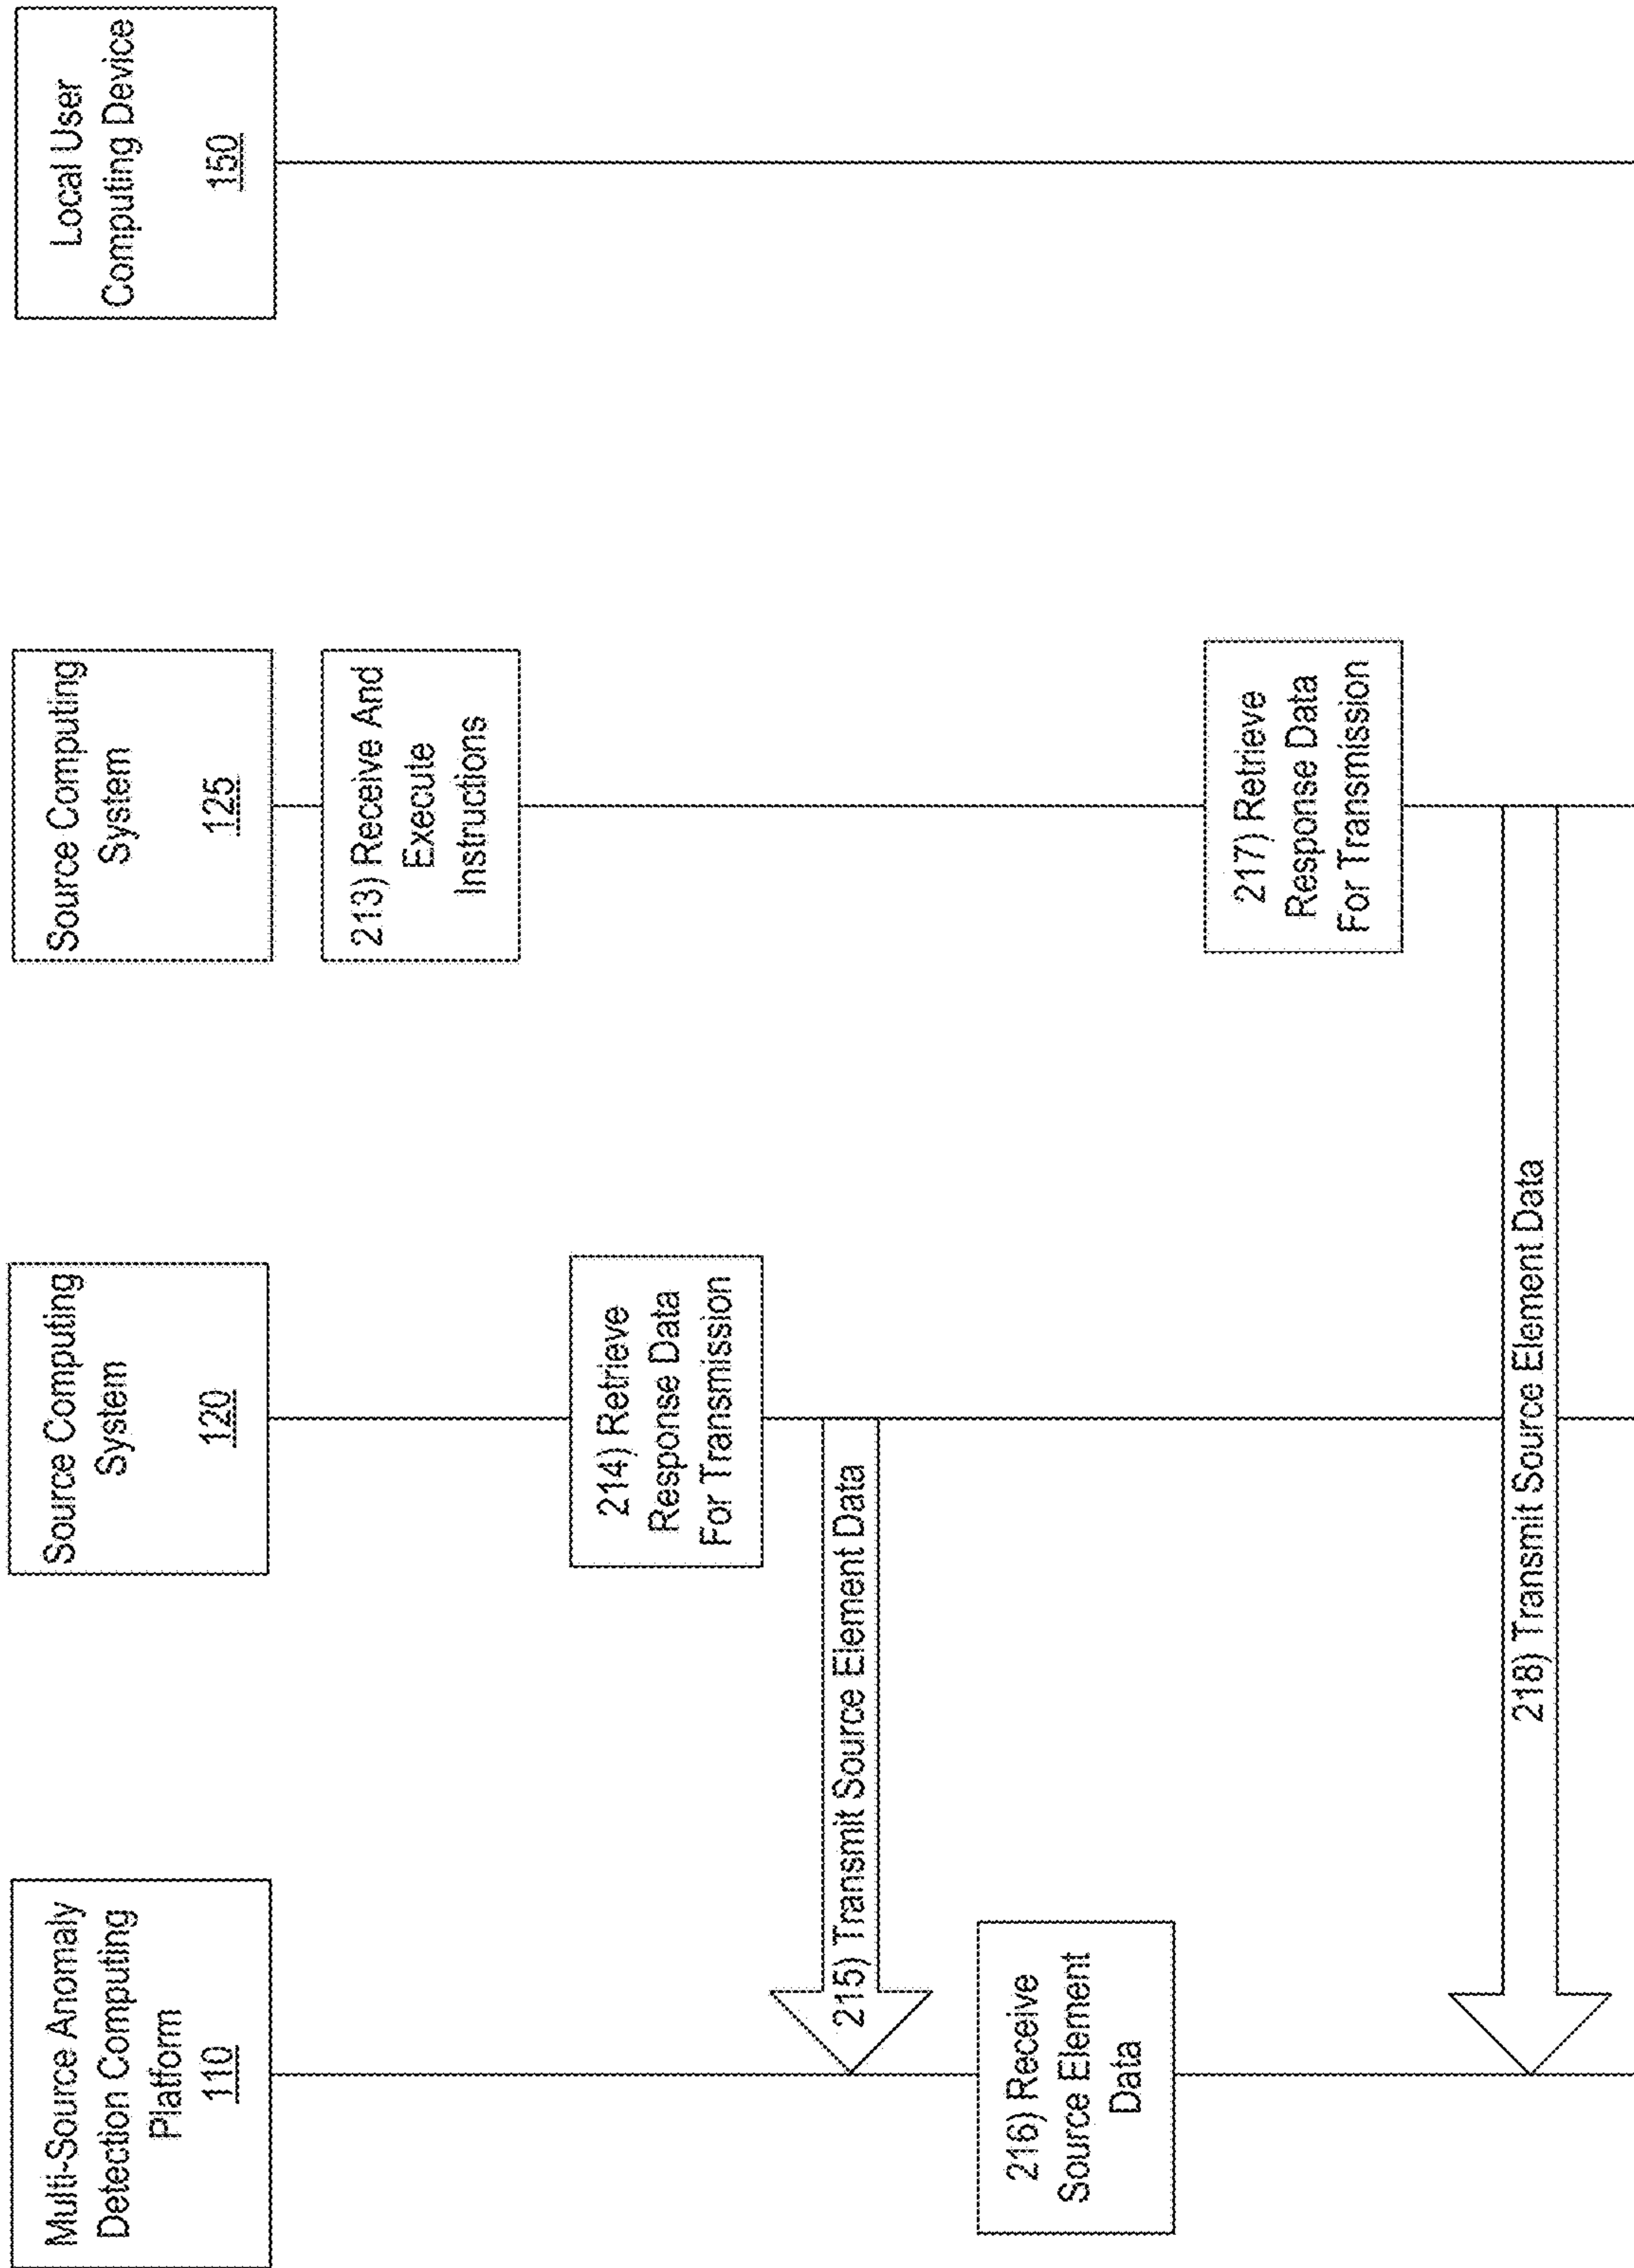 Multi-Source Anomaly
Detection Computing
Platform
110
Source Computing
System
120
Source Computing
System
125
Local User
Computing Device
150
213) Receive And
Execute
Instructions
214) Retrieve
Response Data
For Transmission
215) Transmit Source Element Data
216) Receive
Source Element
Data
217) Retrieve
Response Data
For Transmission
218) Transmit Source Element Data